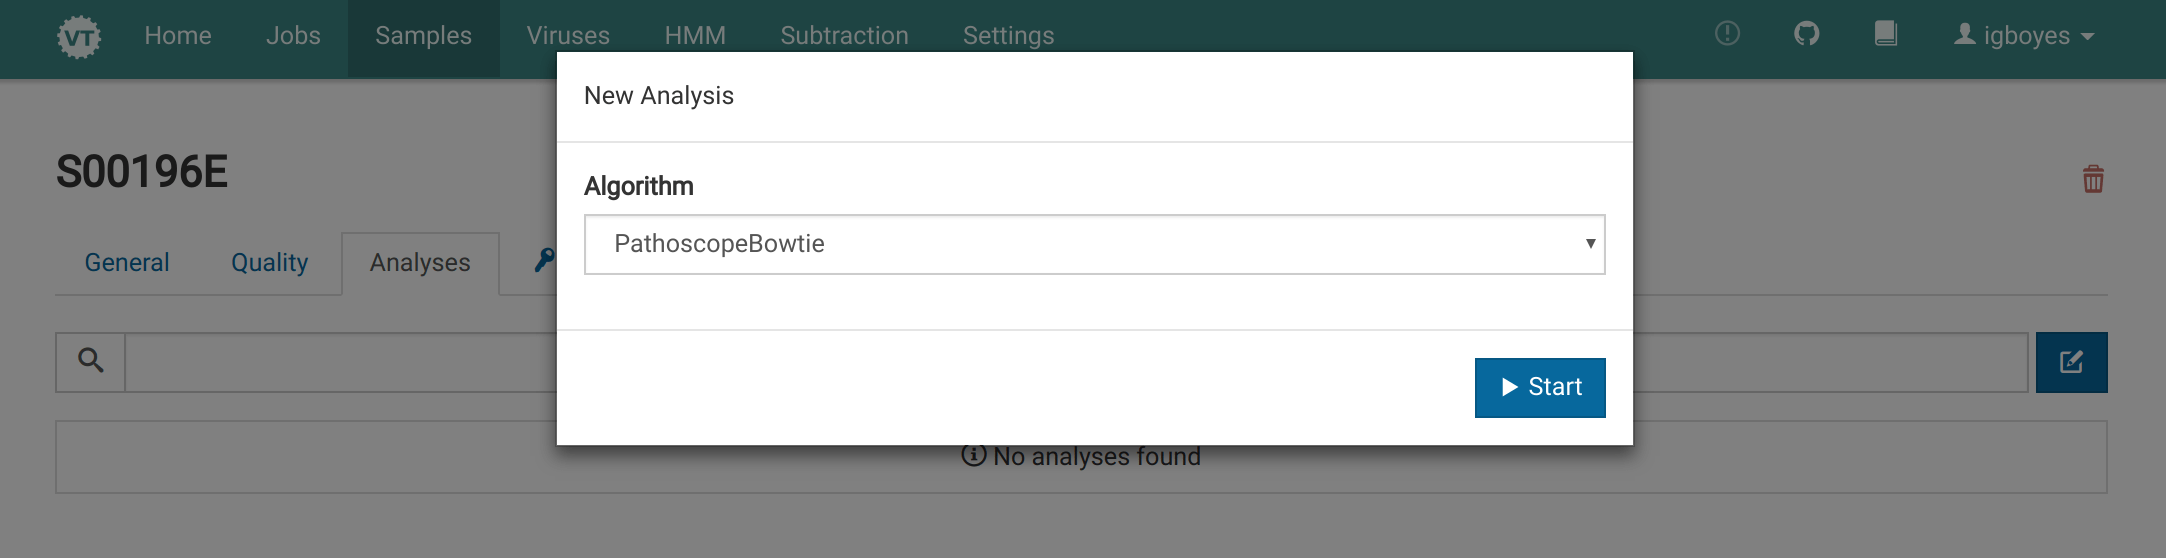 VT Home Jobs Samples Viruses HMM Subtraction Settings igboyes
New Analysis
S00196E
Algorithm
PathoscopeBowtie
General Quality Analyses
Start
No analyses found